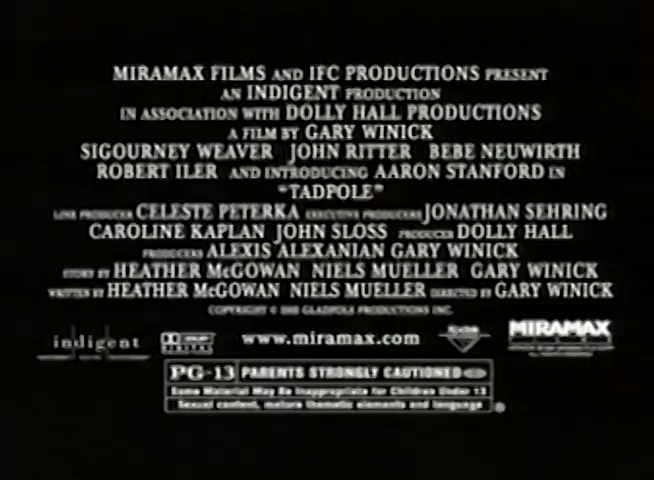 MIRAMAX FILMS AND IFC PRODUCTIONS PRESENT
AN INDIGENT PRODUCTION
IN ASSOCIATION WITH DOLLY HALL PRODUCTIONS
A FILM BY GARY WINICK
SIGOURNEY WEAVER JOHN RITTER BEBE NEUWIRTH
ROBERT ILER AND INTRODUCING AARON STANFORD IN
"TADPOLE"
LINE PRODUCER CELESTE PETERKA EXECUTIVE PRODUCERS JONATHAN SEHRING
CAROLINE KAPLAN JOHN SLOSS PRODUCER DOLLY HALL
PRODUCERS ALEXIS ALEXANIAN GARY WINICK
STORY BY HEATHER McGOWAN NIELS MUELLER GARY WINICK
WRITTEN BY HEATHER McGOWAN NIELS MUELLER DIRECTED BY GARY WINICK
COPYRIGHT © PRODUCTIONS INC.
indigent DIGITAL www.miramax.com Kodak MIRAMAX
PG-13 PARENTS STRONGLY CAUTIONED
Some Material May Be Inappropriate for Children Under 13
Sexual content, mature thematic elements and language
®